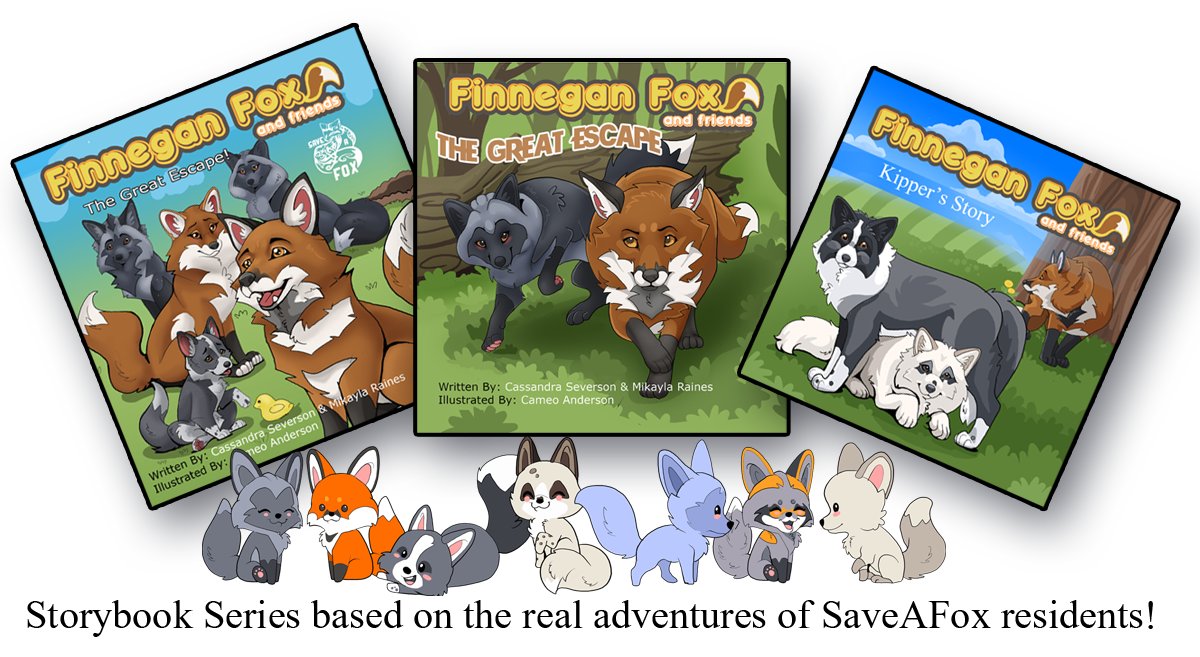 Finnegan Fox
and friends
The Great Escape!
SAVE
A
FOX
Written By: Cassandra Severson & Mikayla Raines
Illustrated By: Cameo Anderson
Finnegan Fox
and friends
THE GREAT ESCAPE
Written By: Cassandra Severson & Mikayla Raines
Illustrated By: Cameo Anderson
Finnegan Fox
and friends
Kipper's Story
Storybook Series based on the real adventures of SaveAFox residents!